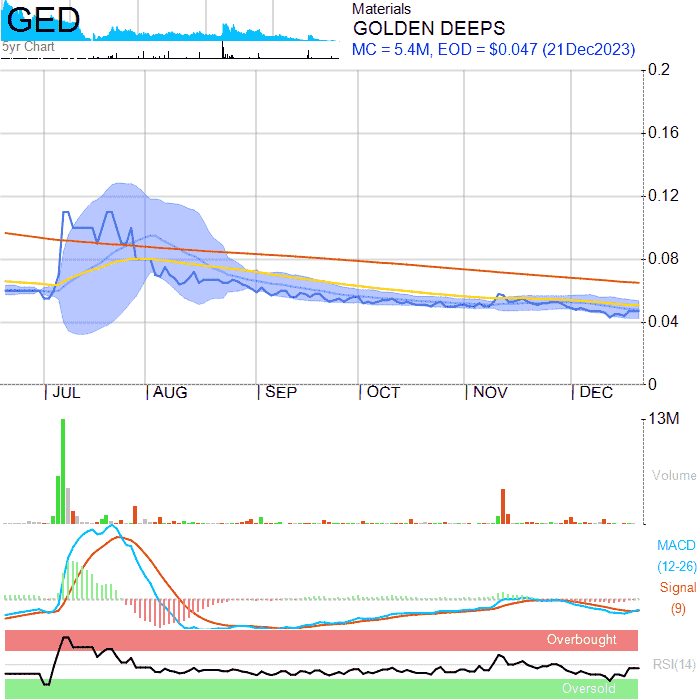 GED
5yr Chart
Materials
GOLDEN DEEPS
MC = 5.4M, EOD = $0.047 (21Dec2023)
0.2
0.16
0.12
0.08
0.04
0
JUL AUG SEP OCT NOV DEC
13M
Volume
MACD
(12-26)
Signal
(9)
Overbought
RSI(14)
Oversold